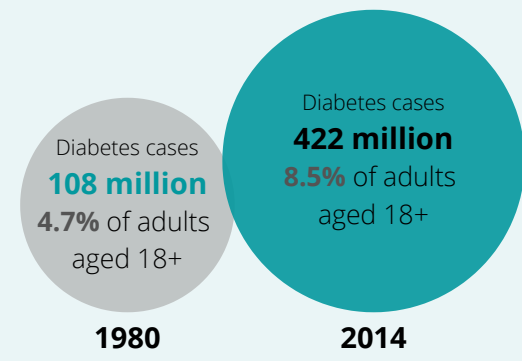 Diabetes cases
108 million
4.7% of adults
aged 18+
1980
Diabetes cases
422 million
8.5% of adults
aged 18+
2014